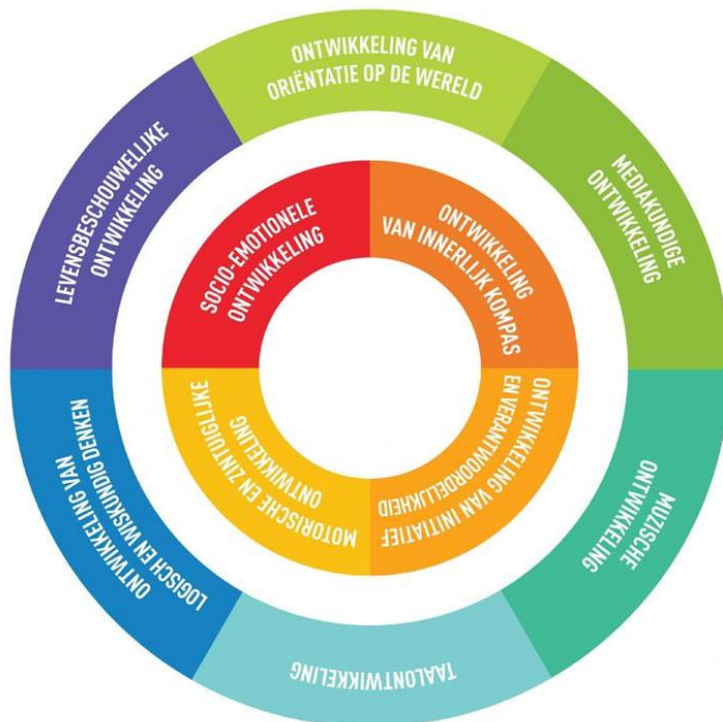 ONTWIKKELING VAN
ORIËNTATIE OP DE WERELD
MEDIAKUNDIGE
ONTWIKKELING
MUZISCHE
ONTWIKKELING
TAALONTWIKKELING
ONTWIKKELING VAN
LOGISCH EN WISKUNDIG DENKEN
LEVENSBESCHOUWELIJKE
ONTWIKKELING
SOCIO-EMOTIONELE
ONTWIKKELING
ONTWIKKELING
VAN INNERLIJK KOMPAS
ONTWIKKELING VAN INITIATIEF
EN VERANTWOORDELIJKHEID
MOTORISCHE EN ZINTUIGLIJKE
ONTWIKKELING